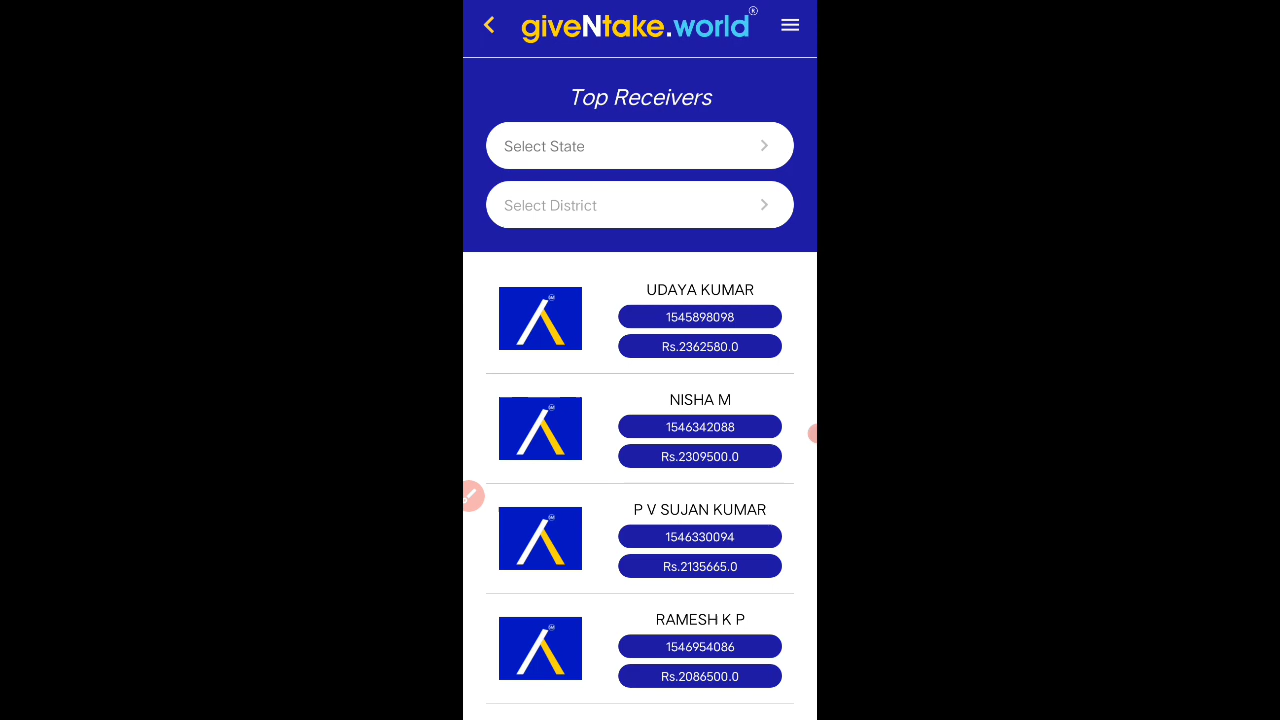 giveNtake.world®
Top Receivers
Select State
Select District
UDAYA KUMAR
1545898098
Rs.2362580.0
NISHA M
1546342088
Rs.2309500.0
P V SUJAN KUMAR
1546330094
Rs.2135665.0
RAMESH K P
1546954086
Rs.2086500.0